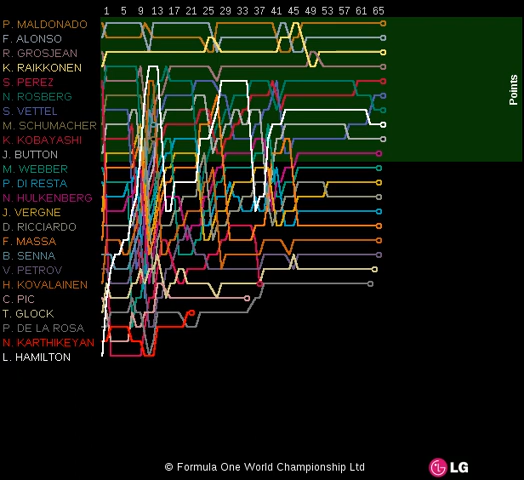 1 5 9 13 17 21 25 29 33 37 41 45 49 53 57 61 65
P. MALDONADO
F. ALONSO
R. GROSJEAN
K. RAIKKONEN
S. PEREZ
N. ROSBERG
S. VETTEL
M. SCHUMACHER
K. KOBAYASHI
J. BUTTON
M. WEBBER
P. DI RESTA
N. HULKENBERG
J. VERGNE
D. RICCIARDO
F. MASSA
B. SENNA
V. PETROV
H. KOVALAINEN
C. PIC
T. GLOCK
P. DE LA ROSA
N. KARTHIKEYAN
L. HAMILTON
Points
© Formula One World Championship Ltd
LG